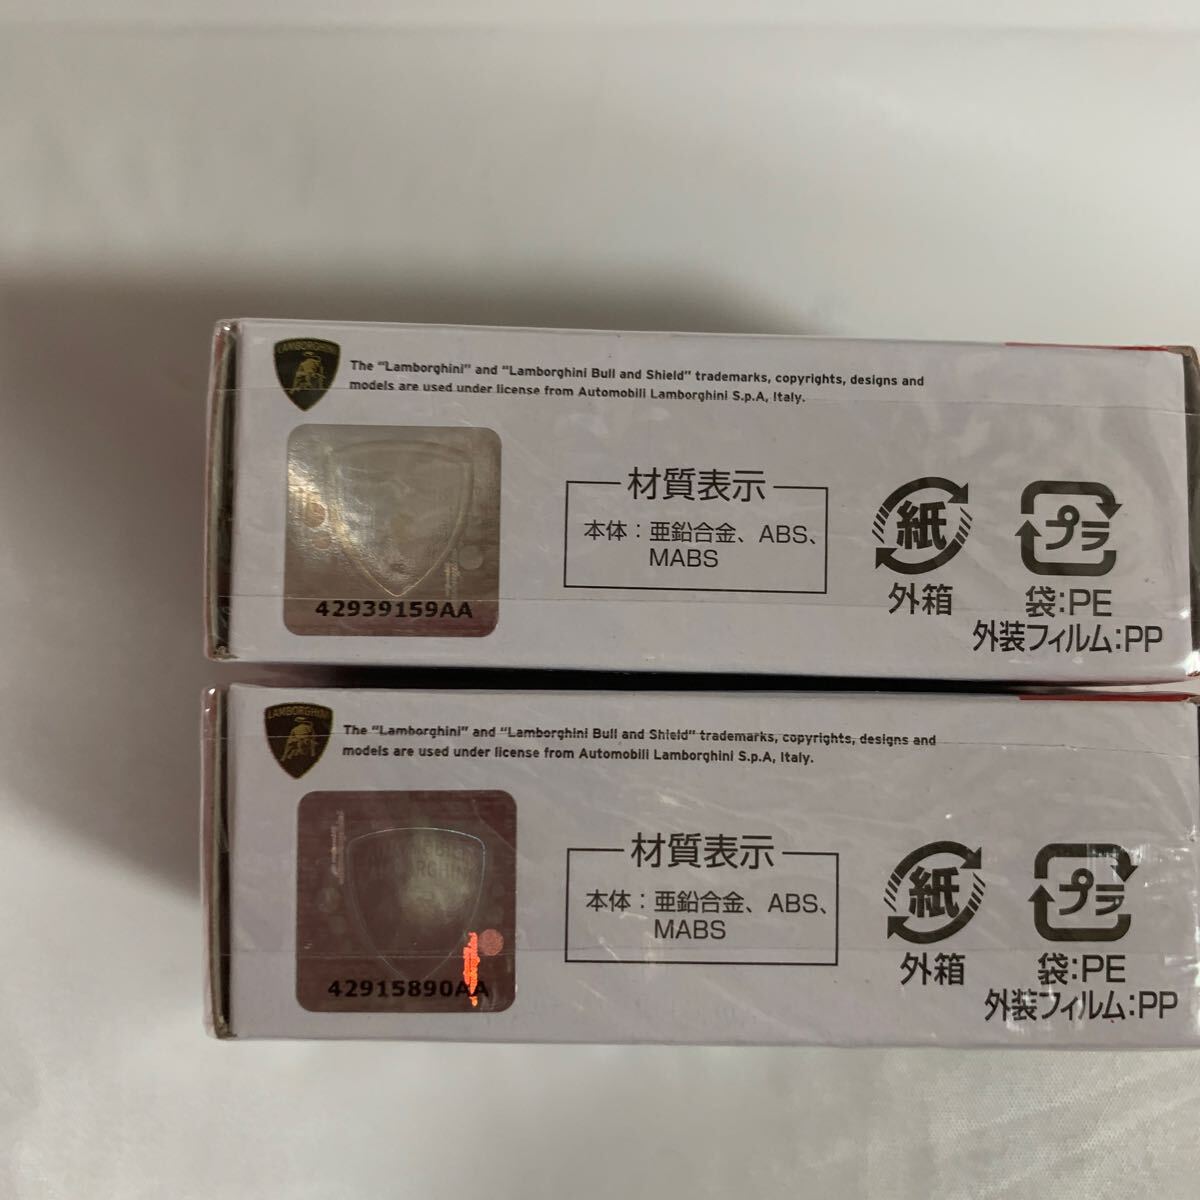 LAMBORGHINI
The "Lamborghini" and "Lamborghini Bull and Shield" trademarks, copyrights, designs and
models are used under license from Automobili Lamborghini S.p.A, Italy.
42939159AA
材質表示
本体：亜鉛合金、ABS、
MABS
紙
外箱
プラ
袋:PE
外装フィルム:PP
LAMBORGHINI
The "Lamborghini" and "Lamborghini Bull and Shield" trademarks, copyrights, designs and
models are used under license from Automobili Lamborghini S.p.A, Italy.
42915890AA
材質表示
本体：亜鉛合金、ABS、
MABS
紙
外箱
プラ
袋:PE
外装フィルム:PP